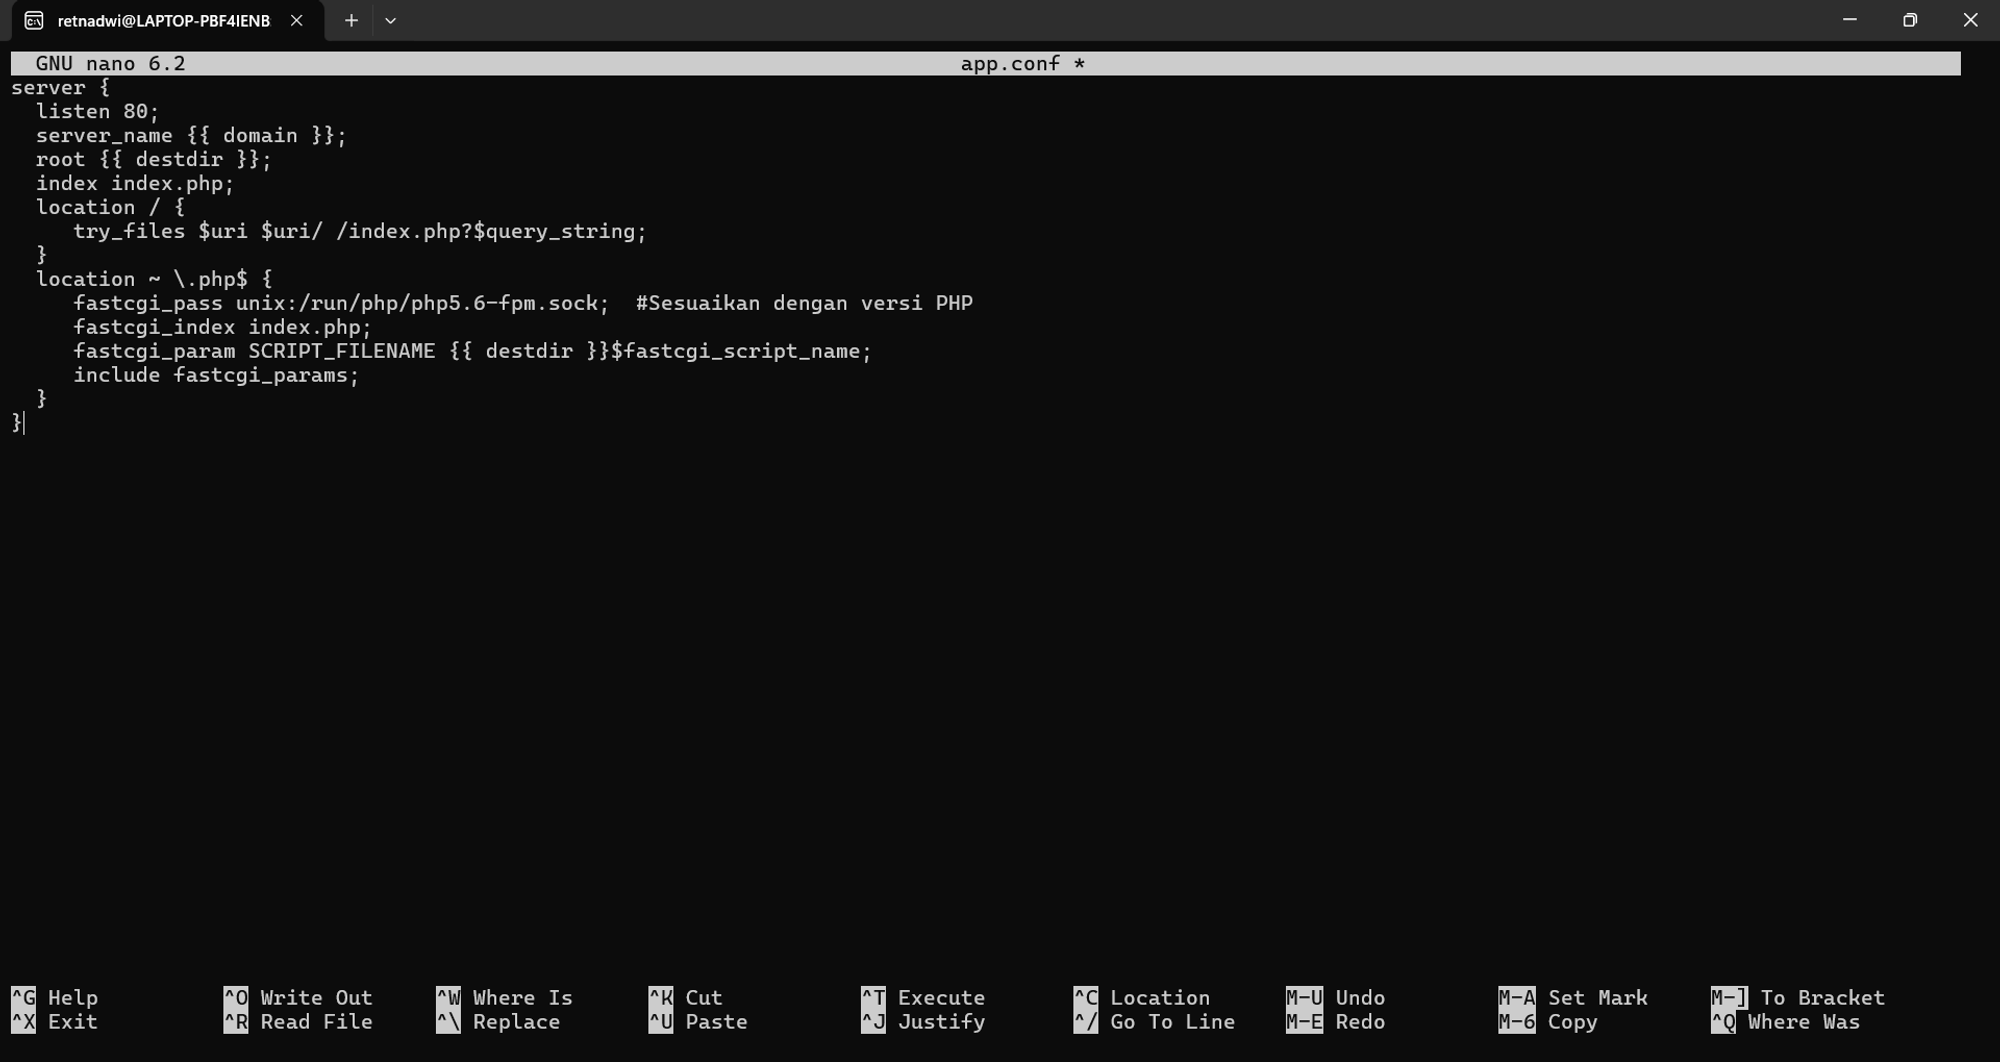 retnadwi@LAPTOP-PBF4IENB
GNU nano 6.2 app.conf *
server {
  listen 80;
  server_name {{ domain }};
  root {{ destdir }};
  index index.php;
  location / {
     try_files $uri $uri/ /index.php?$query_string;
  }
  location ~ \.php$ {
     fastcgi_pass unix:/run/php/php5.6-fpm.sock;  #Sesuaikan dengan versi PHP
     fastcgi_index index.php;
     fastcgi_param SCRIPT_FILENAME {{ destdir }}$fastcgi_script_name;
     include fastcgi_params;
  }
}
^G Help ^O Write Out ^W Where Is ^K Cut ^T Execute ^C Location M-U Undo M-A Set Mark M-] To Bracket
^X Exit ^R Read File ^\ Replace ^U Paste ^J Justify ^/ Go To Line M-E Redo M-6 Copy ^Q Where Was